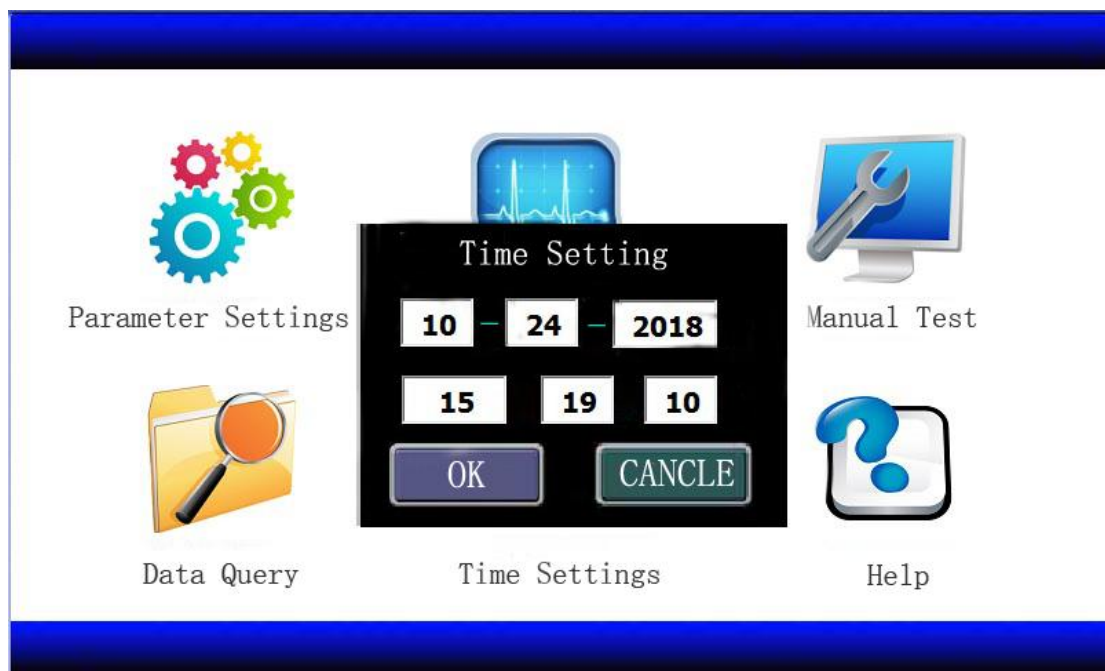 Time Setting
Parameter Settings
Manual Test
10 - 24 - 2018
15 19 10
OK CANCLE
Data Query
Time Settings
Help